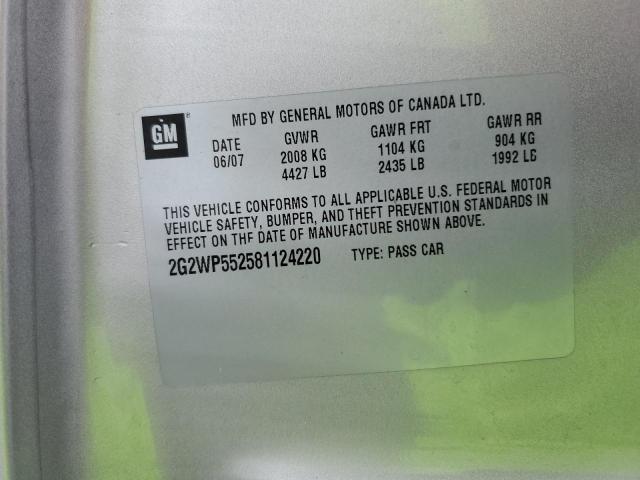 GM ®
MFD BY GENERAL MOTORS OF CANADA LTD.
DATE GVWR GAWR FRT GAWR RR
06/07 2008 KG 1104 KG 904 KG
4427 LB 2435 LB 1992 LB
THIS VEHICLE CONFORMS TO ALL APPLICABLE U.S. FEDERAL MOTOR
VEHICLE SAFETY, BUMPER, AND THEFT PREVENTION STANDARDS IN
EFFECT ON THE DATE OF MANUFACTURE SHOWN ABOVE.
2G2WP552581124220 TYPE: PASS CAR